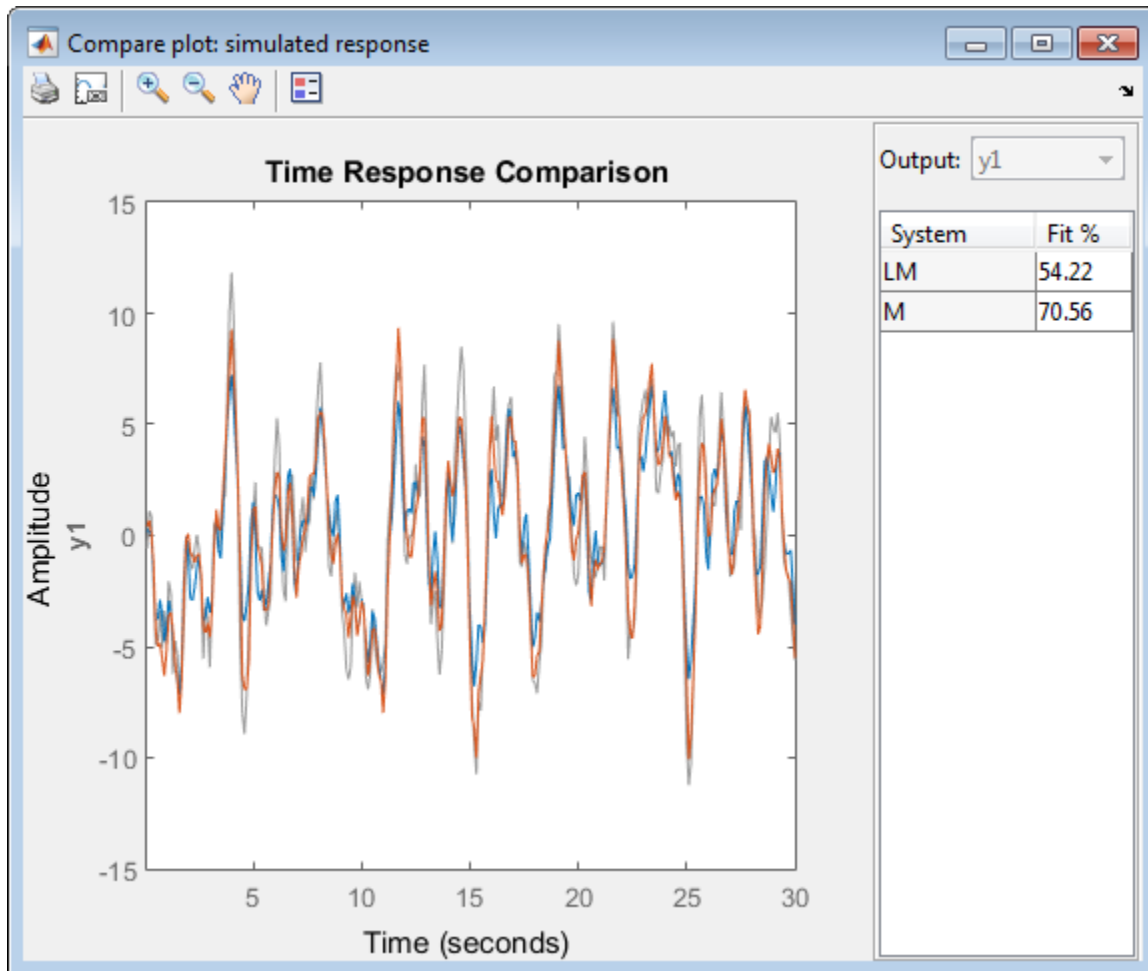 Compare plot: simulated response
Time Response Comparison
Output: y1
System Fit %
LM 54.22
M 70.56
Amplitude
y1
15
10
5
0
-5
-10
-15
5 10 15 20 25 30
Time (seconds)